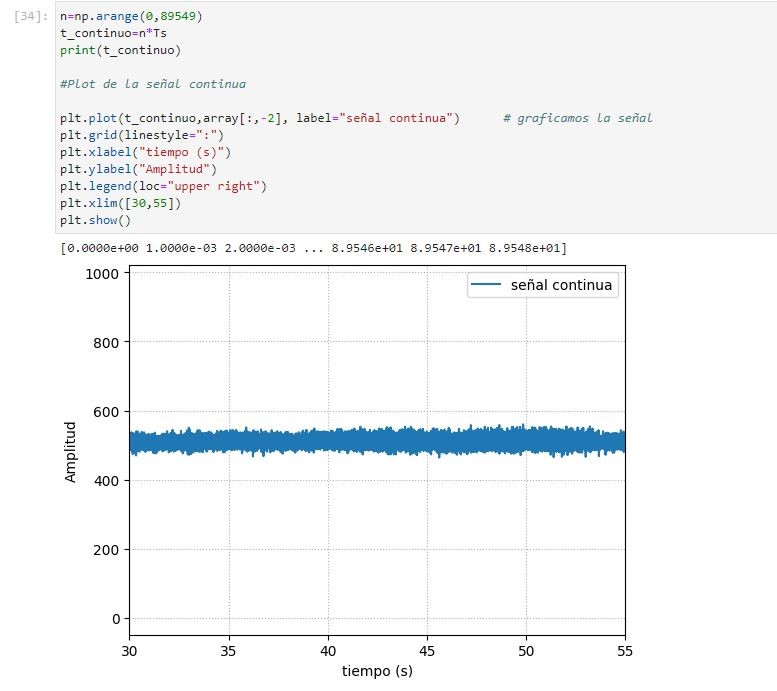 [34]: n=np.arange(0,89549)
t_continuo=n*Ts
print(t_continuo)
#Plot de la señal continua
plt.plot(t_continuo,array[:,-2], label="señal continua") # graficamos la señal
plt.grid(linestyle=":")
plt.xlabel("tiempo (s)")
plt.ylabel("Amplitud")
plt.legend(loc="upper right")
plt.xlim([30,55])
plt.show()
[0.0000e+00 1.0000e-03 2.0000e-03 ... 8.9546e+01 8.9547e+01 8.9548e+01]
señal continua
1000
800
600
400
200
0
Amplitud
30 35 40 45 50 55
tiempo (s)